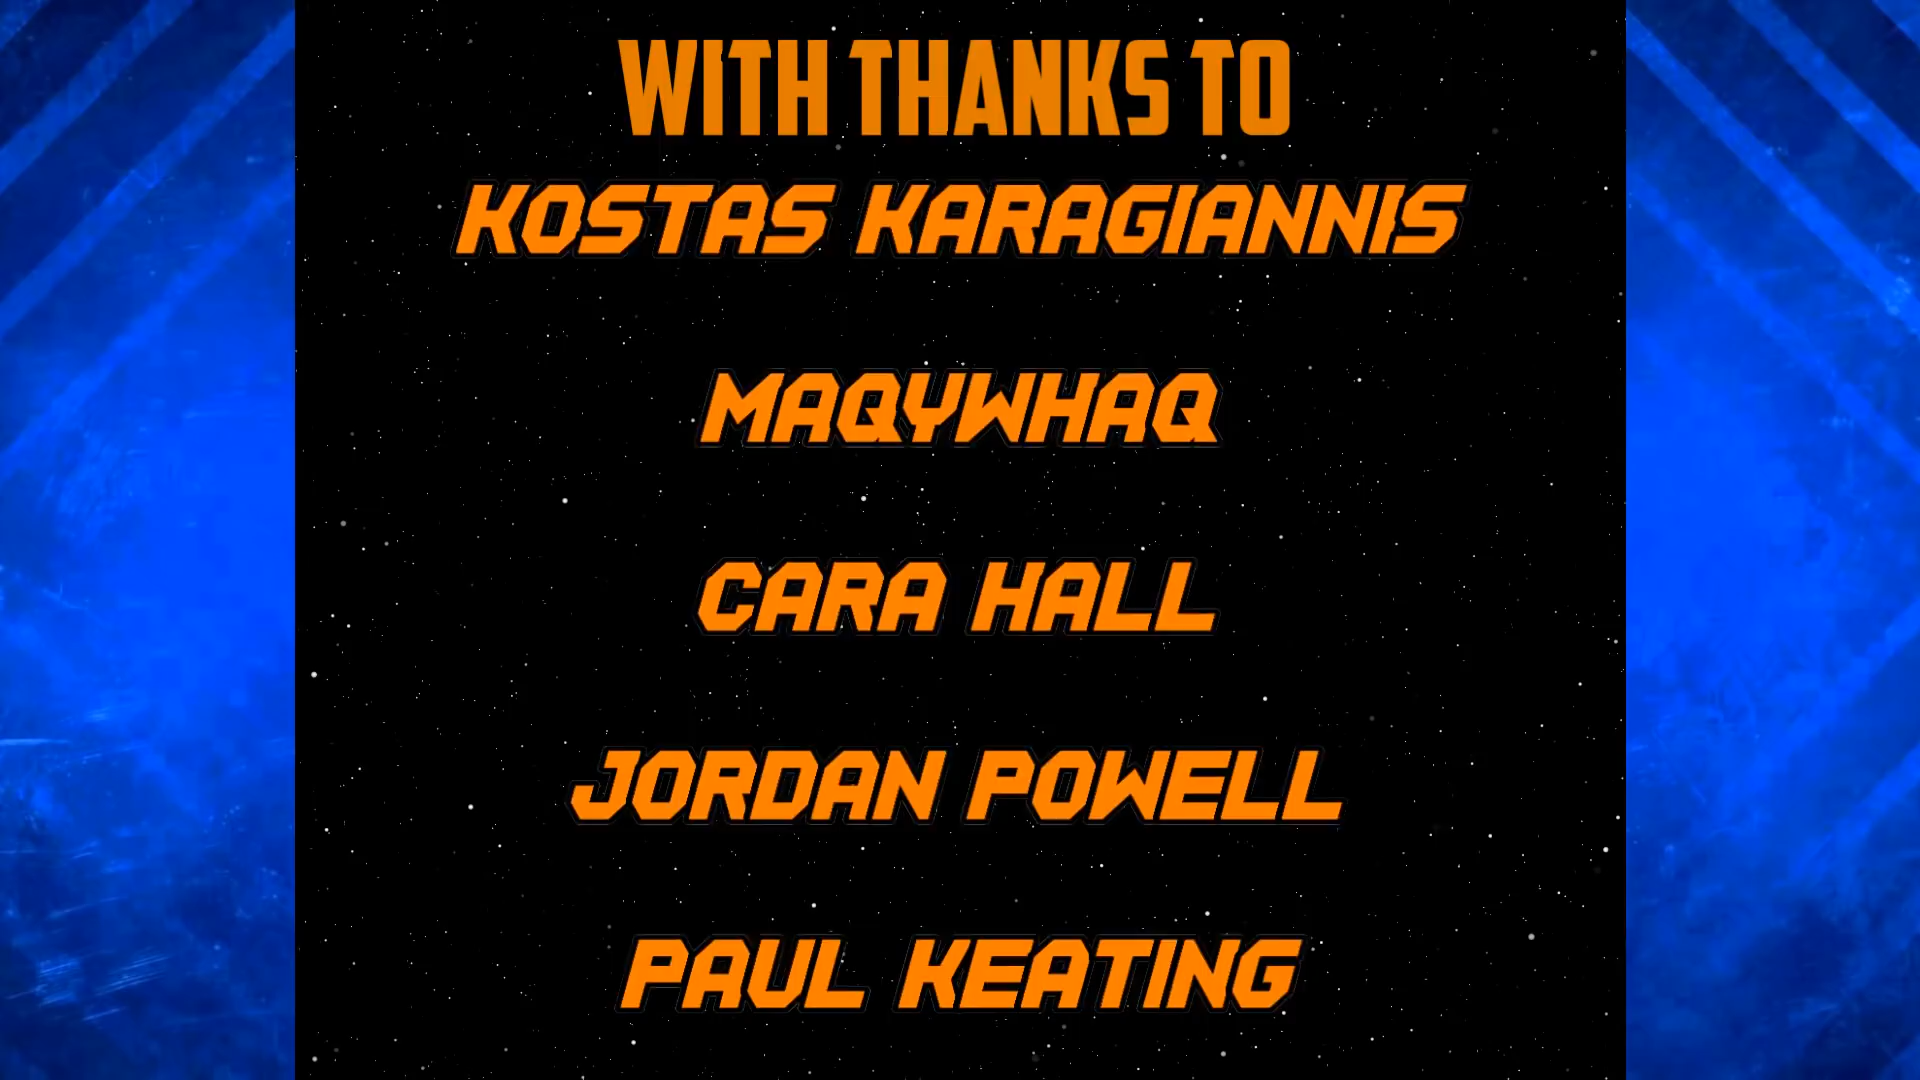 WITH THANKS TO
KOSTAS KARAGIANNIS
MAQYWHAQ
CARA HALL
JORDAN POWELL
PAUL KEATING